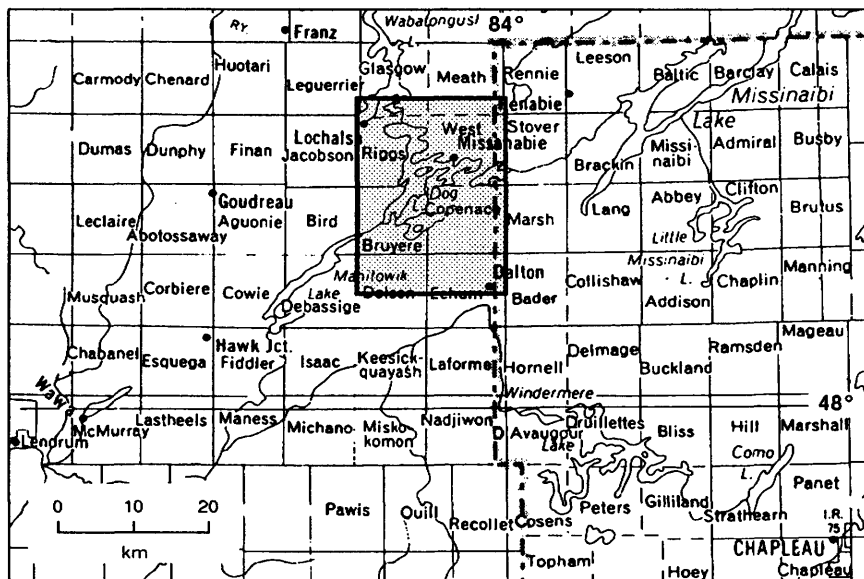 Wabatongusi
84°
RY.
Franz
L.
Huotari
Glasgow
Leeson
Carmody Chenard
Leguerrier
Meath
Rennie
Baltic
Barclay
Calais
Renabie
Missinaibi
Lochalsh
West
Stover
Lake
Dumas Dunphy Finan
Jacobson
Riggs
Missanabie
Brackin
Missi-
naibi
Admiral
Busby
Goudreau
Dog
L.
Copenace
Abbey
Clifton
Leclaire
Aguonie
Bird
Marsh
Lang
Brutus
Abotossaway
Bruyere
Little
Missinaibi
L.
Manning
Manitowik
Lake
Dalton
Musquash
Corbiere
Cowie
Dolson
Echum
Bader
Collishaw
Addison
Chaplin
Debassige
Mageau
Hawk Jct.
Chabanel
Esquega
Fiddler
Isaac
Keesick-
quayash
Laforme
Hornell
Delmage
Buckland
Ramsden
Windermere
48°
Wawa
Lastheels
Maness
Nadjiwon
Druillettes
Hill
Marshall
McMurray
Michano
Misko-
komon
D'Avaugour
Bliss
Lendrum
Lake
Como
L.
Panet
0 10 20
km
Pawis
Quill
Recollet
Cosens
Peters
Gilliland
Strathearn
I.R.
75
CHAPLEAU
Topham
Hoey
Chapleau